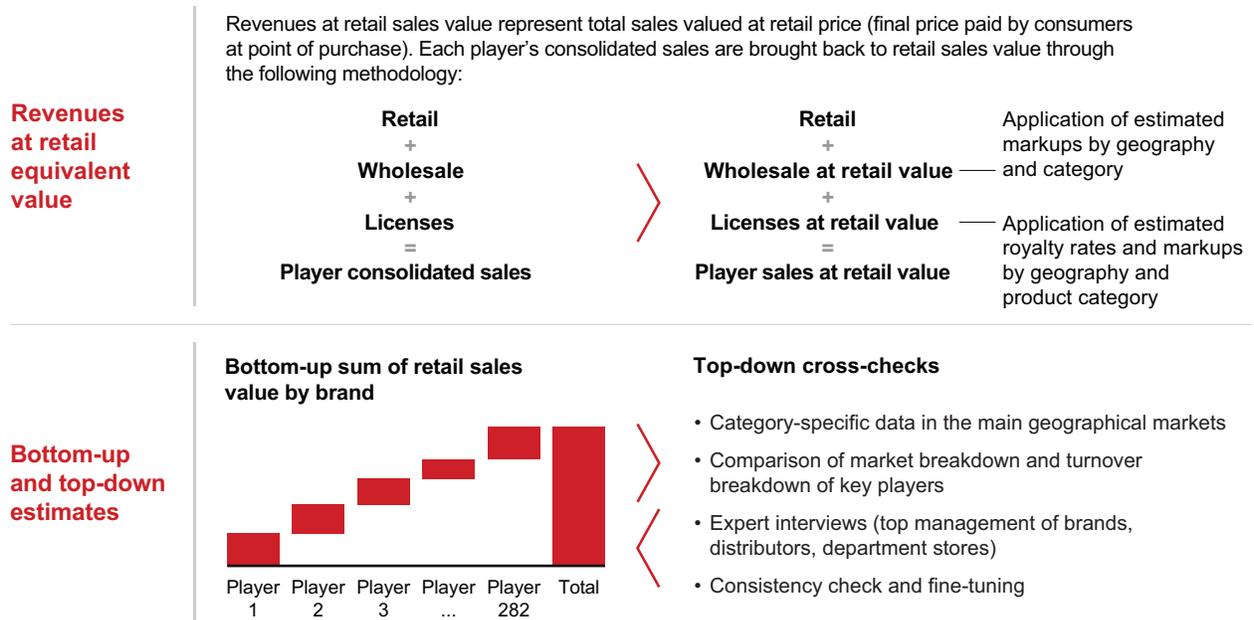 Revenues
at retail
equivalent
value
Revenues at retail sales value represent total sales valued at retail price (final price paid by consumers
at point of purchase). Each player’s consolidated sales are brought back to retail sales value through
the following methodology:
Retail
+
Wholesale
+
Licenses
=
Player consolidated sales
Retail
+
Wholesale at retail value
+
Licenses at retail value
=
Player sales at retail value
Application of estimated
markups by geography
and category
Application of estimated
royalty rates and markups
by geography and
product category
Bottom-up
and top-down
estimates
Bottom-up sum of retail sales
value by brand
Player
1
Player
2
Player
3
Player
...
Player
282
Total
Top-down cross-checks
• Category-specific data in the main geographical markets
• Comparison of market breakdown and turnover
breakdown of key players
• Expert interviews (top management of brands,
distributors, department stores)
• Consistency check and fine-tuning